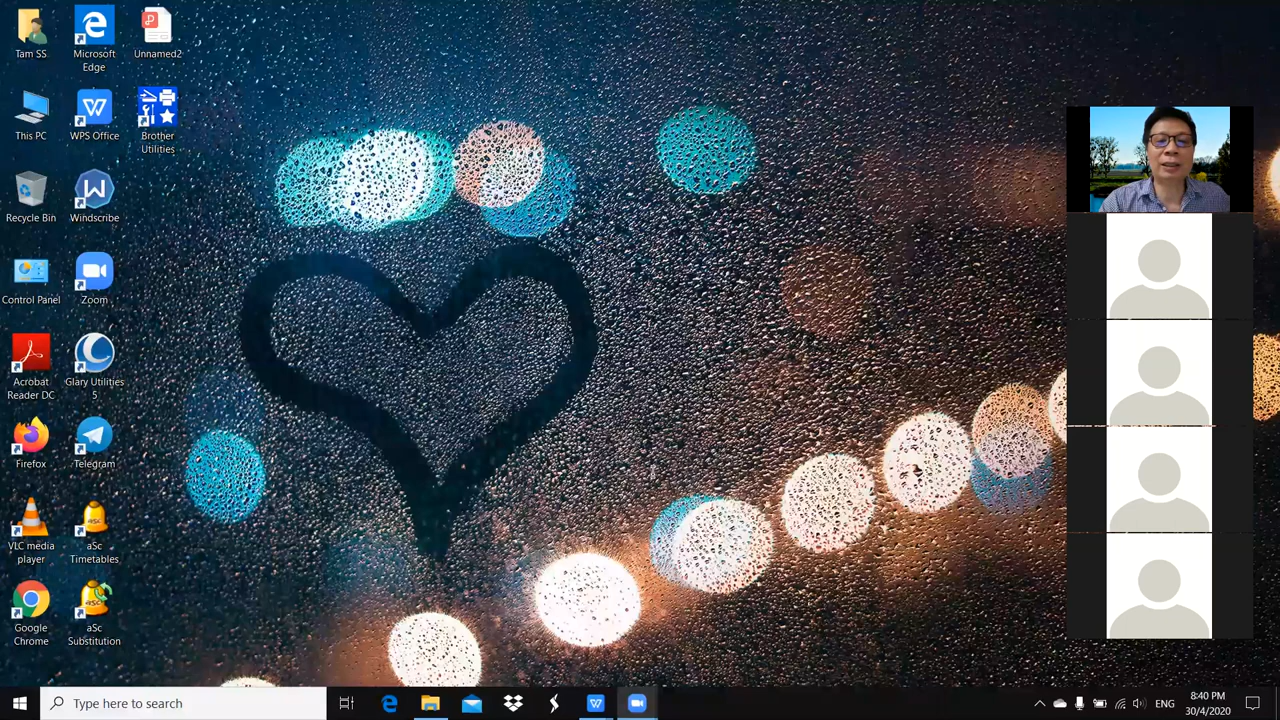 Tam SS
Microsoft
Edge
Unnamed2
This PC
WPS Office
Brother
Utilities
Recycle Bin
Windscribe
Control Panel
Zoom
Acrobat
Reader DC
Glary Utilities
5
Firefox
Telegram
VLC media
player
aSc
Timetables
Google
Chrome
aSc
Substitution
Type here to search
ENG
8:40 PM
30/4/2020